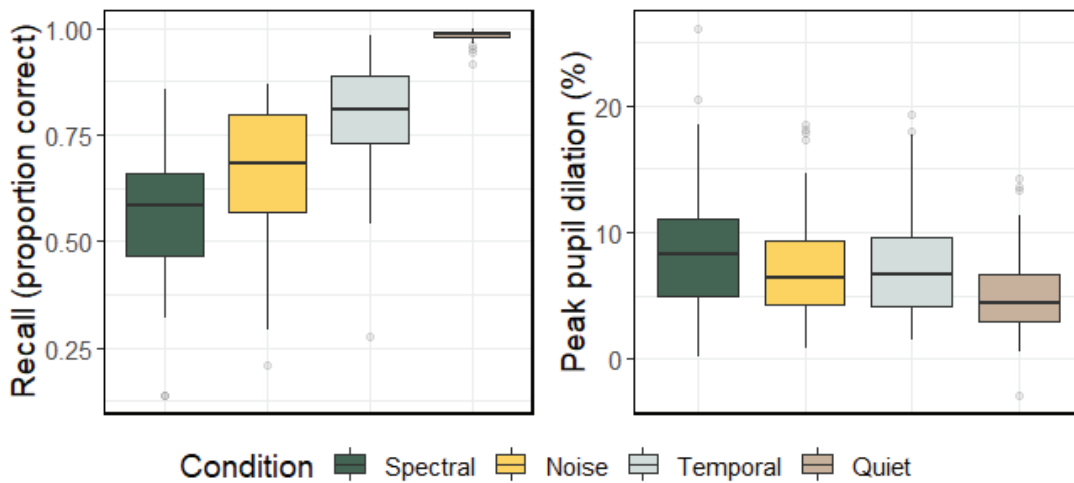 Recall (proportion correct)
1.00
0.75
0.50
0.25
Peak pupil dilation (%)
20
10
0
Condition Spectral Noise Temporal Quiet